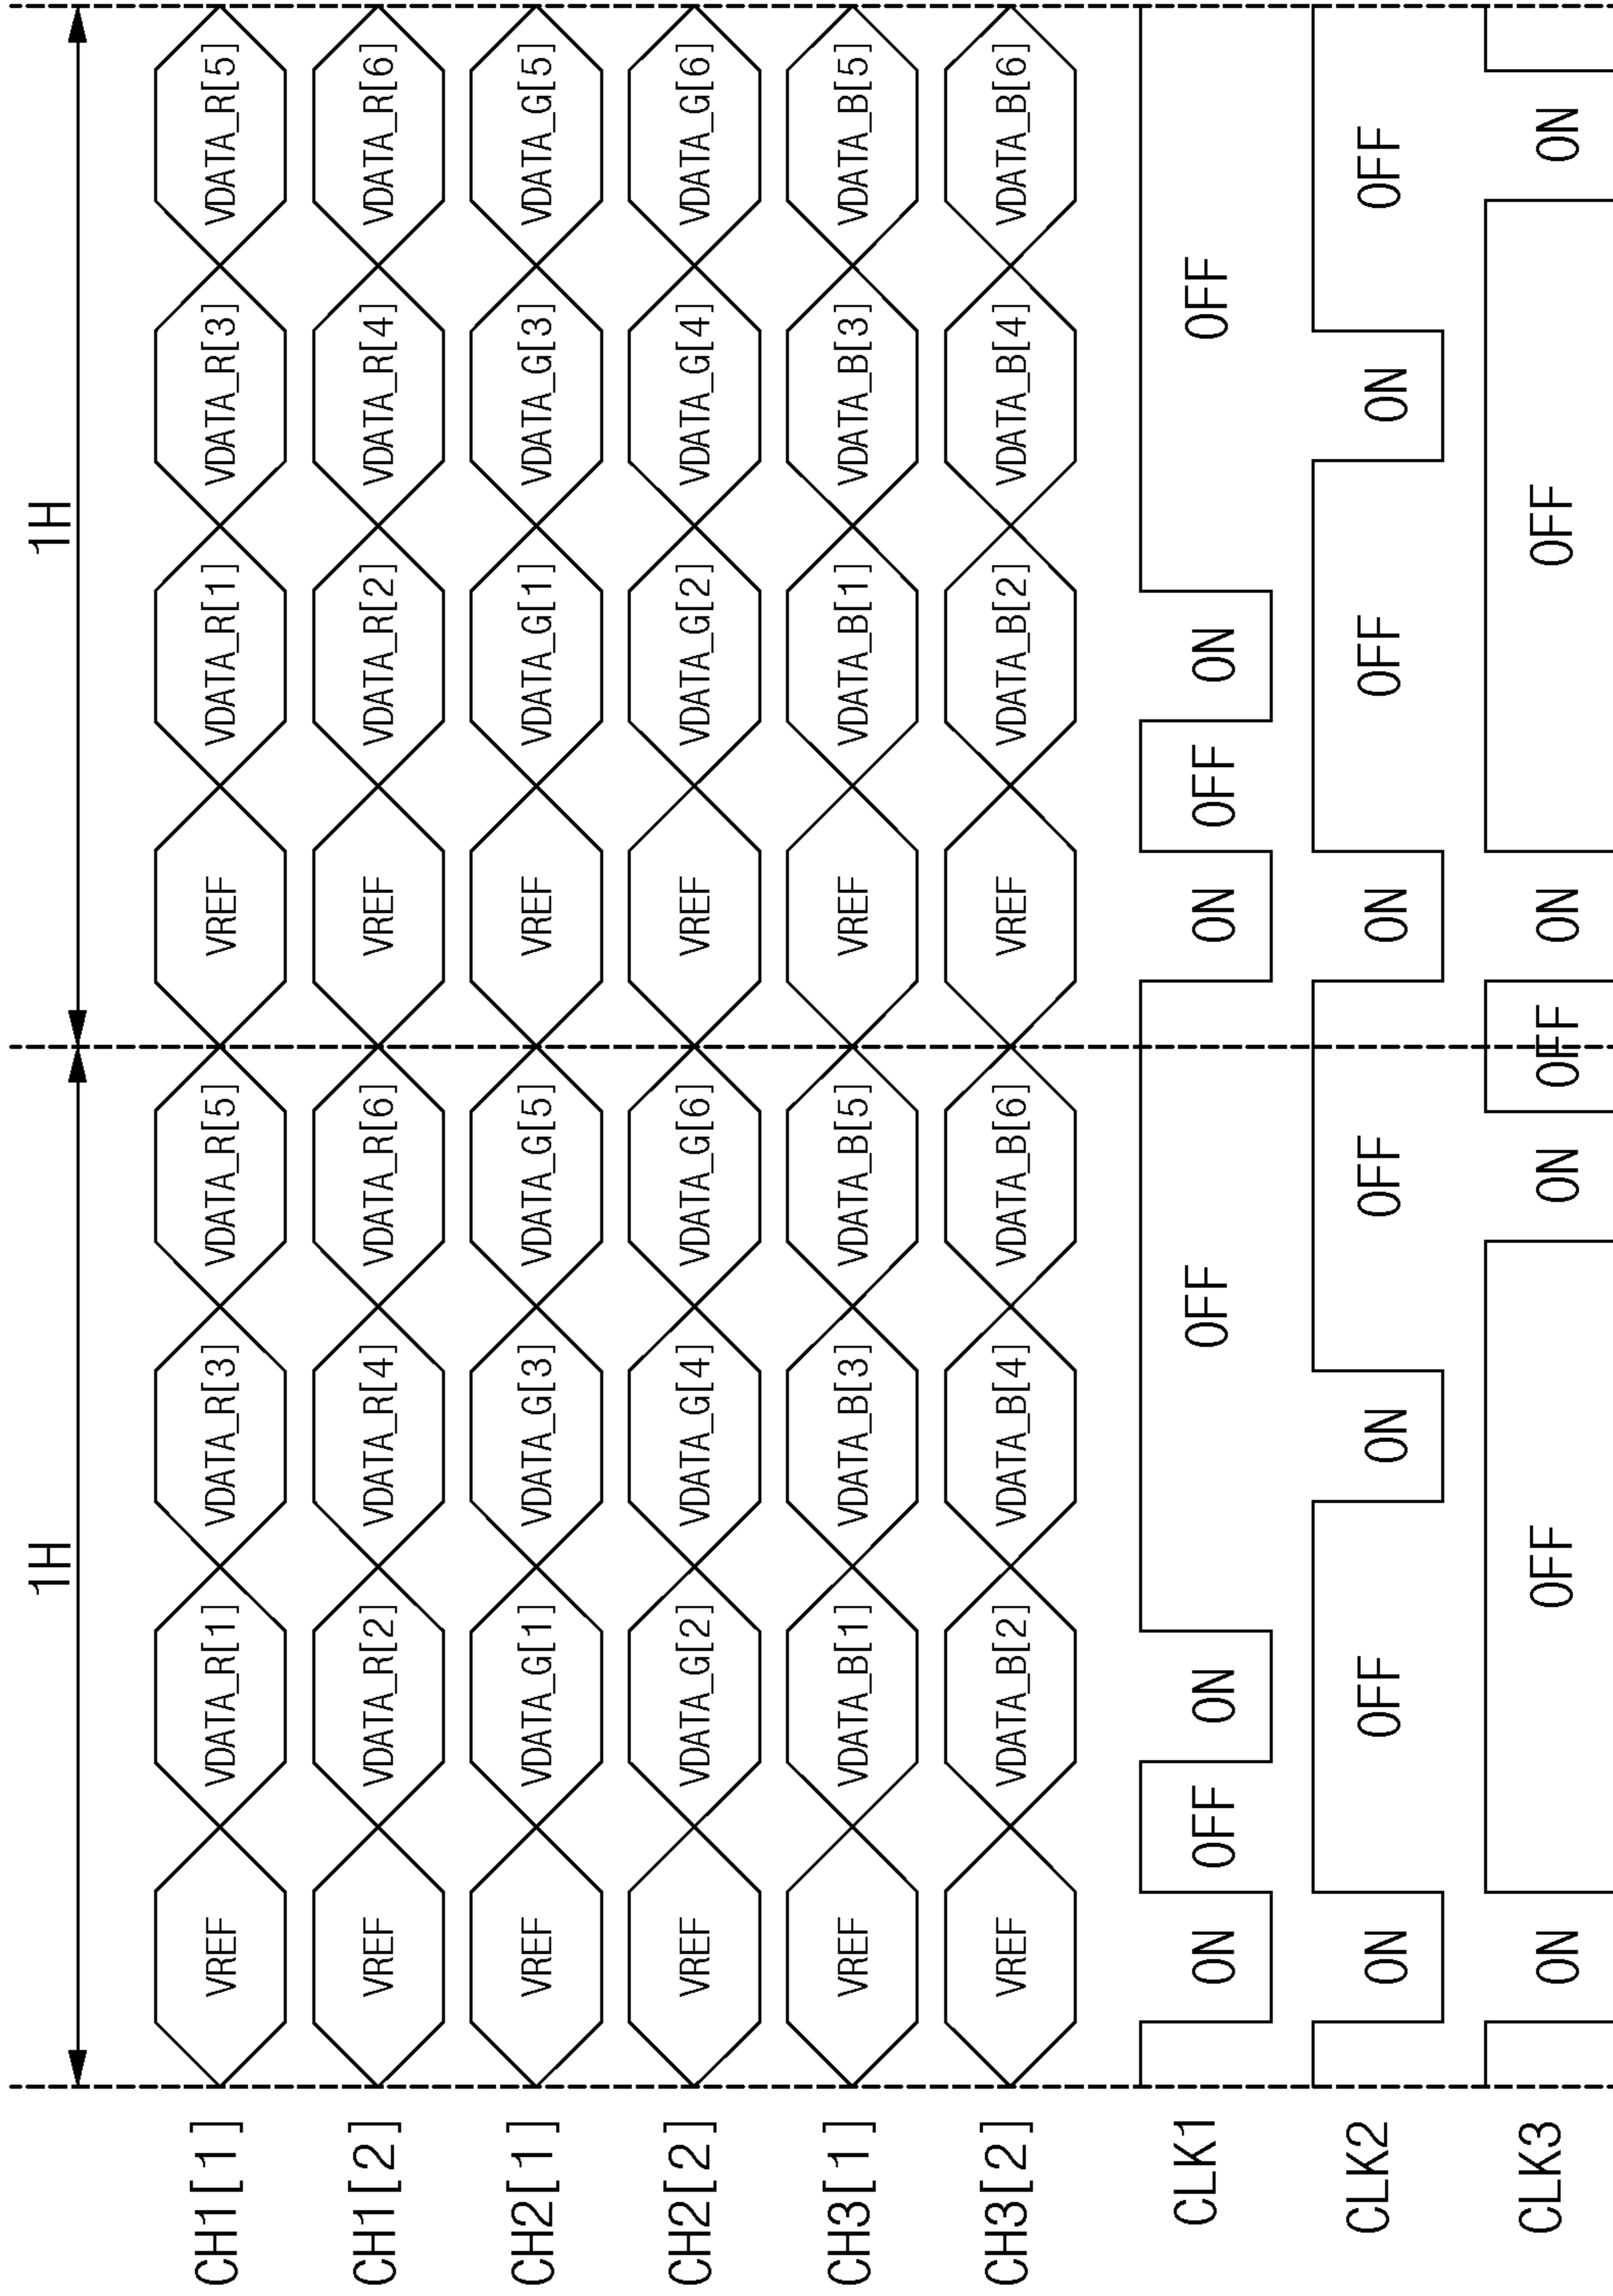 1H 1H
CH1[1] VREF VDATA_R[1] VDATA_R[3] VDATA_R[5] VREF VDATA_R[1] VDATA_R[3] VDATA_R[5]
CH1[2] VREF VDATA_R[2] VDATA_R[4] VDATA_R[6] VREF VDATA_R[2] VDATA_R[4] VDATA_R[6]
CH2[1] VREF VDATA_G[1] VDATA_G[3] VDATA_G[5] VREF VDATA_G[1] VDATA_G[3] VDATA_G[5]
CH2[2] VREF VDATA_G[2] VDATA_G[4] VDATA_G[6] VREF VDATA_G[2] VDATA_G[4] VDATA_G[6]
CH3[1] VREF VDATA_B[1] VDATA_B[3] VDATA_B[5] VREF VDATA_B[1] VDATA_B[3] VDATA_B[5]
CH3[2] VREF VDATA_B[2] VDATA_B[4] VDATA_B[6] VREF VDATA_B[2] VDATA_B[4] VDATA_B[6]
CLK1 ON OFF ON OFF ON OFF ON OFF
CLK2 ON OFF ON OFF ON OFF ON OFF
CLK3 ON OFF ON OFF ON OFF ON